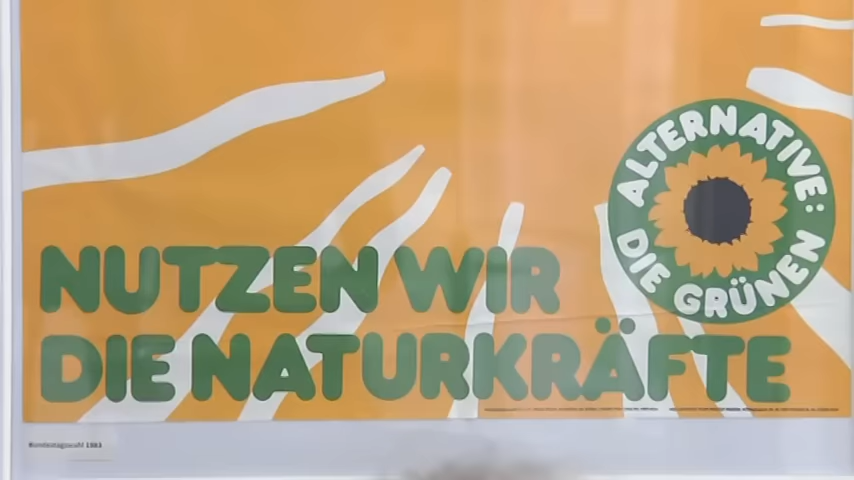 ALTERNATIVE:
DIE GRÜNEN
NUTZEN WIR
DIE NATURKRÄFTE
Bundestagswahl 1983